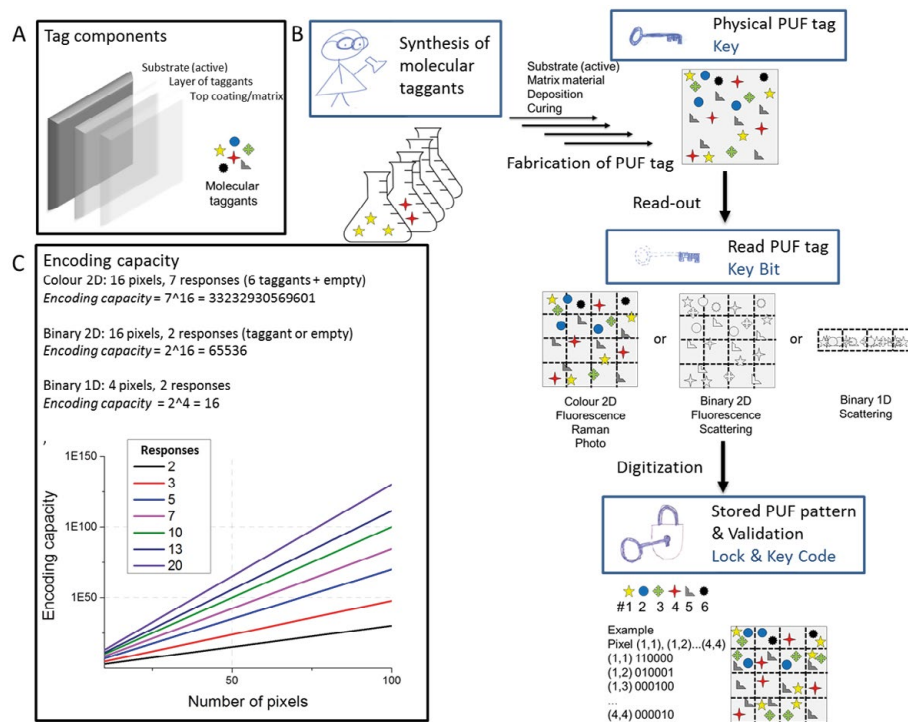 A
Tag components
Substrate (active)
Layer of taggants
Top coating/matrix
Molecular
taggants
B
Synthesis of
molecular
taggants
Substrate (active)
Matrix material
Deposition
Curing
Fabrication of PUF tag
Physical PUF tag
Key
Read-out
Read PUF tag
Key Bit
or
or
Colour 2D
Fluorescence
Raman
Photo
Binary 2D
Fluorescence
Scattering
Binary 1D
Scattering
Digitization
Stored PUF pattern
& Validation
Lock & Key Code
#1 2 3 4 5 6
Example
Pixel (1,1), (1,2)...(4,4)
(1,1) 110000
(1,2) 010001
(1,3) 000100
...
(4,4) 000010
C
Encoding capacity
Colour 2D: 16 pixels, 7 responses (6 taggants + empty)
Encoding capacity = 7^16 = 33232930569601
Binary 2D: 16 pixels, 2 responses (taggant or empty)
Encoding capacity = 2^16 = 65536
Binary 1D: 4 pixels, 2 responses
Encoding capacity = 2^4 = 16
,
Responses
2
3
5
7
10
13
20
Encoding capacity
1E150
1E100
1E50
50
100
Number of pixels